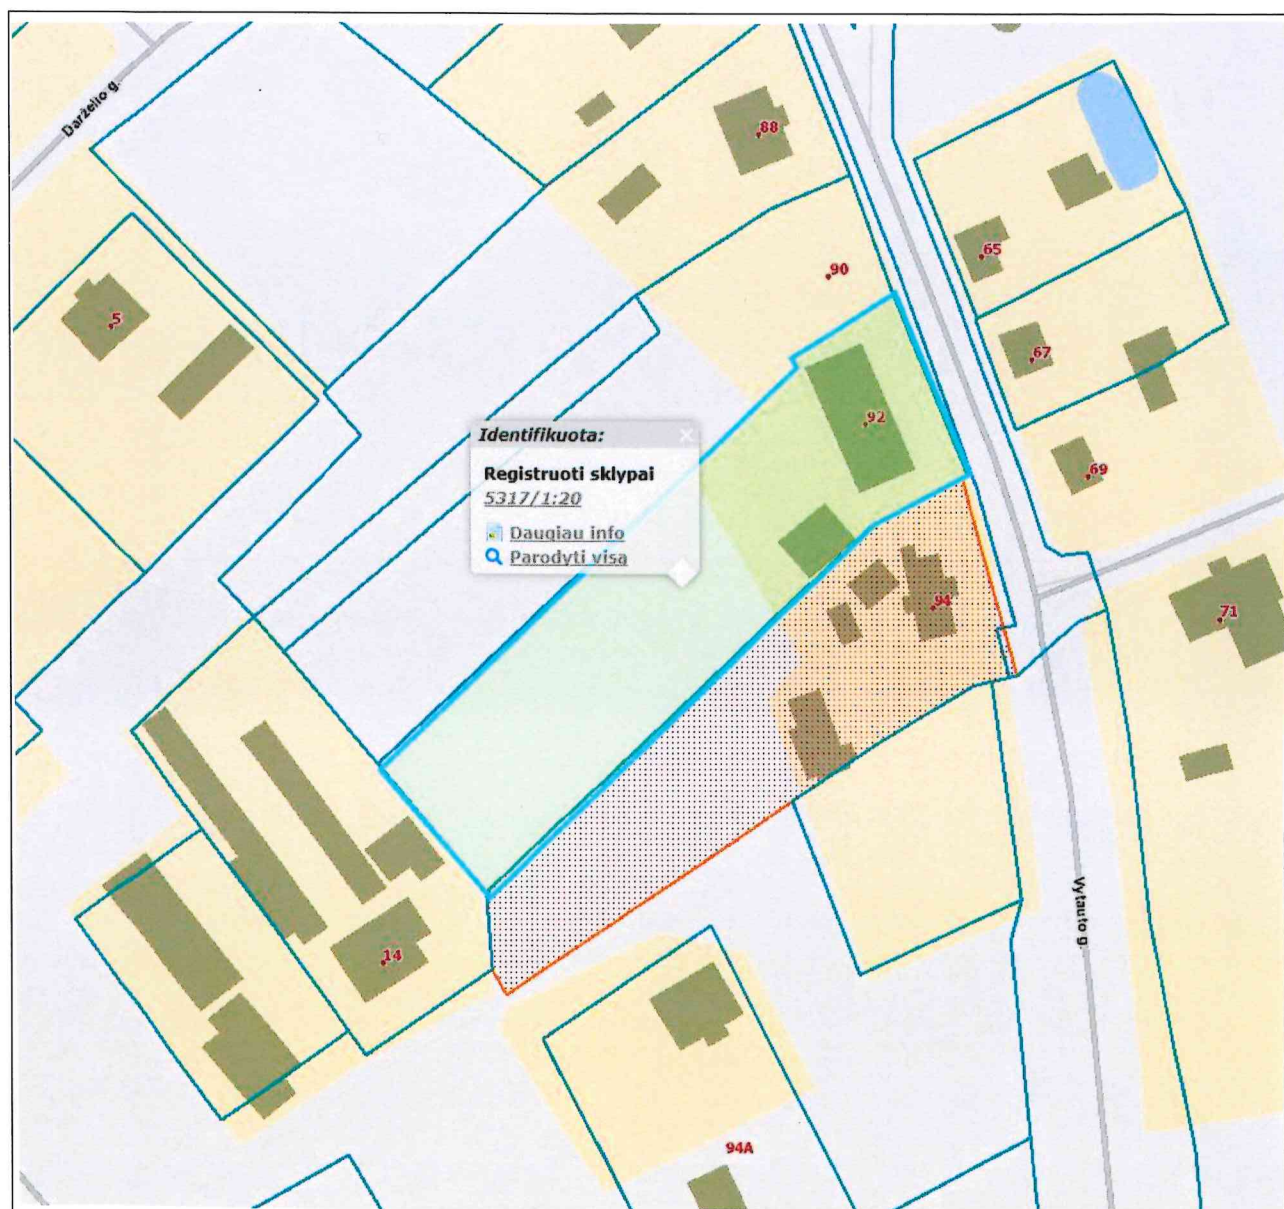 Darželio g.
88
65
90
5
67
92
Identifikuota:
Registruoti sklypai
5317/1:20
Daugiau info
Parodyti visą
69
94
71
Vytauto g.
14
94A